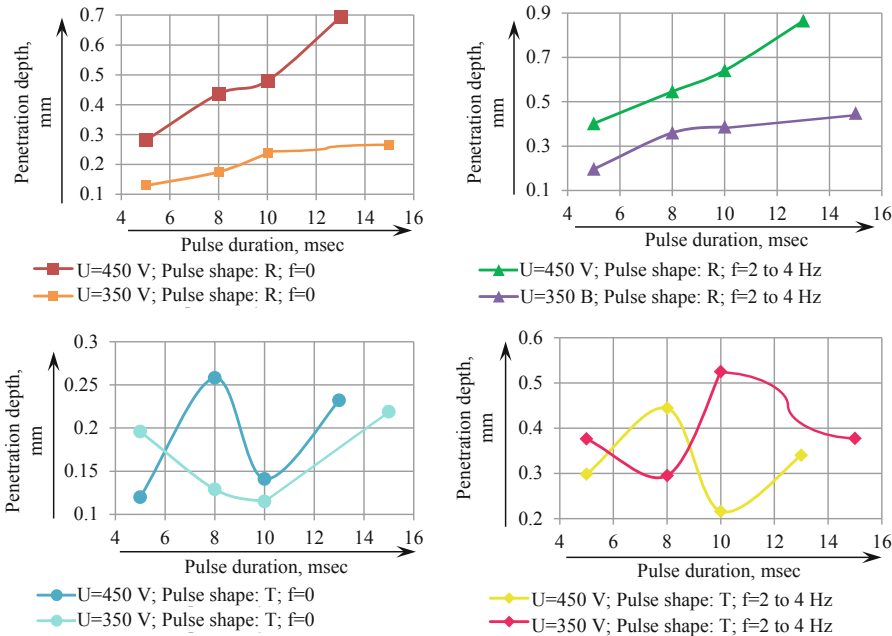 0.7
0.6
0.5
0.4
0.3
0.2
0.1
4 6 8 10 12 14 16
Penetration depth,
mm
Pulse duration, msec
U=450 V; Pulse shape: R; f=0
U=350 V; Pulse shape: R; f=0
0.9
0.7
0.5
0.3
0.1
4 6 8 10 12 14 16
Penetration depth,
mm
Pulse duration, msec
U=450 V; Pulse shape: R; f=2 to 4 Hz
U=350 B; Pulse shape: R; f=2 to 4 Hz
0.3
0.25
0.2
0.15
0.1
4 6 8 10 12 14 16
Penetration depth,
mm
Pulse duration, msec
U=450 V; Pulse shape: T; f=0
U=350 V; Pulse shape: T; f=0
0.6
0.5
0.4
0.3
0.2
4 6 8 10 12 14 16
Penetration depth,
mm
Pulse duration, msec
U=450 V; Pulse shape: T; f=2 to 4 Hz
U=350 V; Pulse shape: T; f=2 to 4 Hz